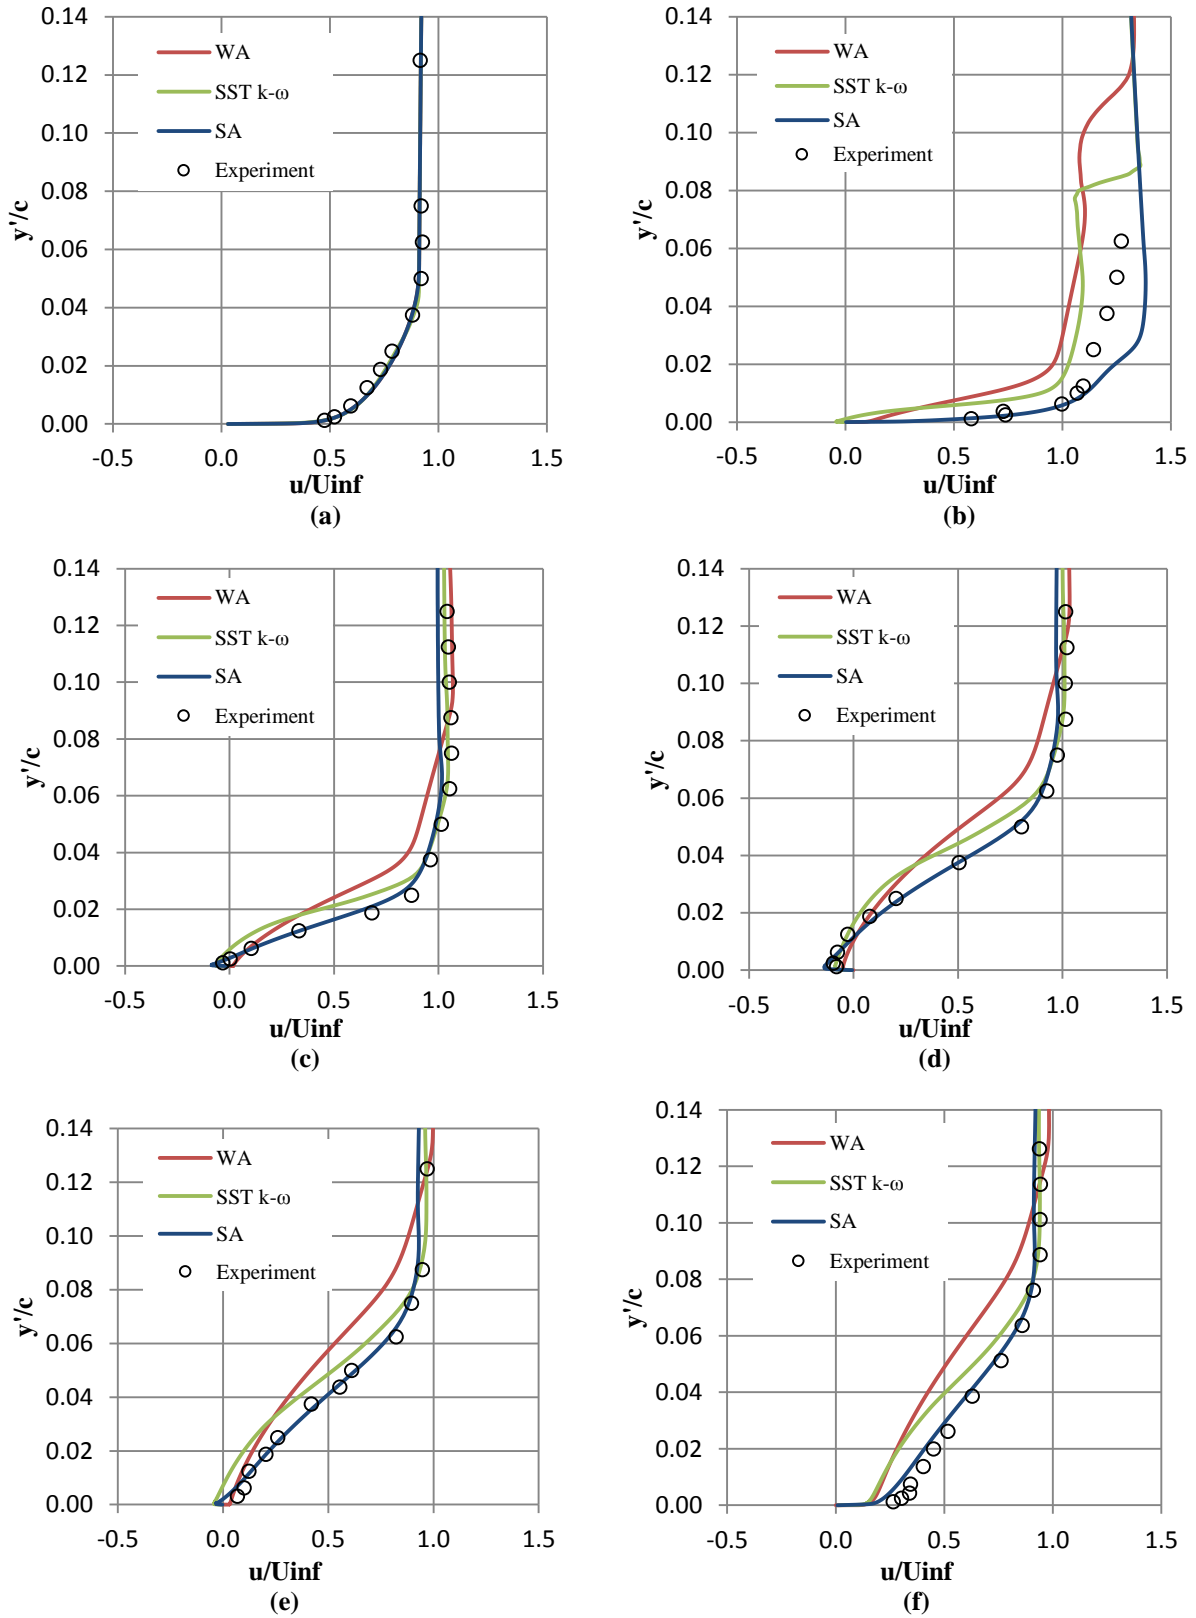 0.14
0.12
0.10
0.08
0.06
0.04
0.02
0.00
y'/c
WA
SST k-ω
SA
Experiment
-0.5 0.0 0.5 1.0 1.5
u/Uinf
(a)
0.14
0.12
0.10
0.08
0.06
0.04
0.02
0.00
y'/c
WA
SST k-ω
SA
Experiment
-0.5 0.0 0.5 1.0 1.5
u/Uinf
(b)
0.14
0.12
0.10
0.08
0.06
0.04
0.02
0.00
y'/c
WA
SST k-ω
SA
Experiment
-0.5 0.0 0.5 1.0 1.5
u/Uinf
(c)
0.14
0.12
0.10
0.08
0.06
0.04
0.02
0.00
y'/c
WA
SST k-ω
SA
Experiment
-0.5 0.0 0.5 1.0 1.5
u/Uinf
(d)
0.14
0.12
0.10
0.08
0.06
0.04
0.02
0.00
y'/c
WA
SST k-ω
SA
Experiment
-0.5 0.0 0.5 1.0 1.5
u/Uinf
(e)
0.14
0.12
0.10
0.08
0.06
0.04
0.02
0.00
y'/c
WA
SST k-ω
SA
Experiment
-0.5 0.0 0.5 1.0 1.5
u/Uinf
(f)